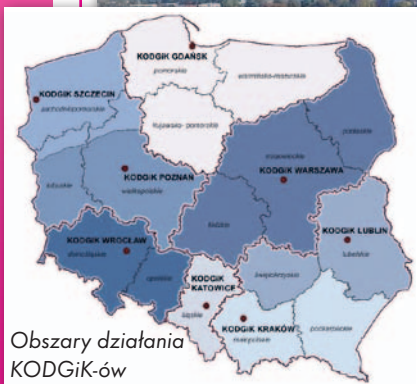 KODGIK GDAŃSK
pomorskie
warmińsko-mazurskie
KODGIK SZCZECIN
zachodniopomorskie
kujawsko-pomorskie
podlaskie
mazowieckie
KODGIK POZNAŃ
lubuskie
wielkopolskie
KODGIK WARSZAWA
łódzkie
KODGIK LUBLIN
lubelskie
KODGIK WROCŁAW
dolnośląskie
opolskie
KODGIK
KATOWICE
śląskie
świętokrzyskie
KODGIK KRAKÓW
małopolskie
podkarpackie
Obszary działania
KODGiK-ów